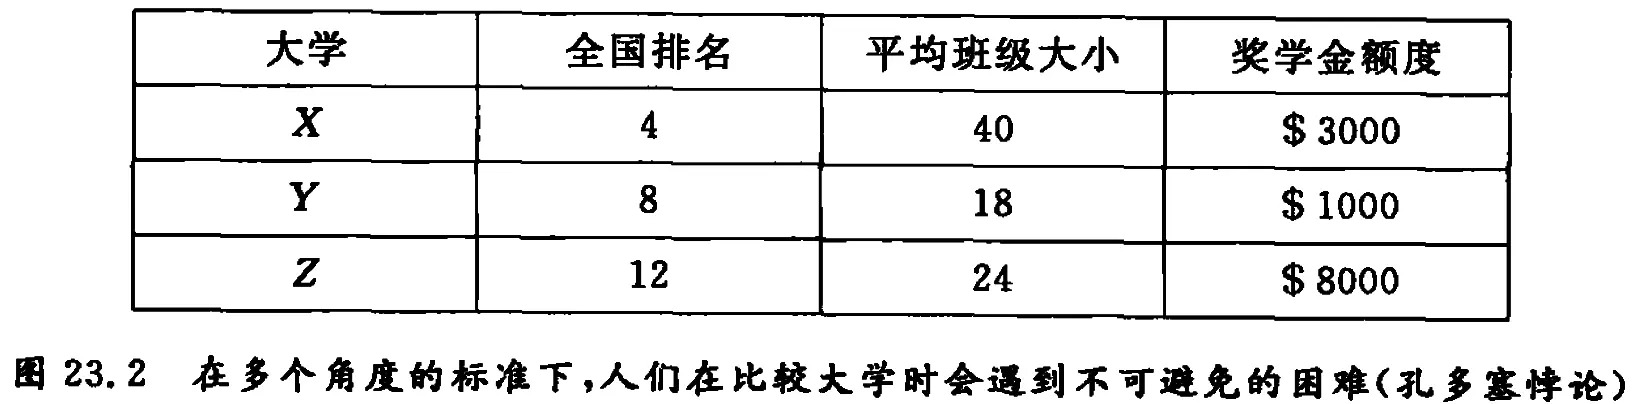 大学 全国排名 平均班级大小 奖学金额度
X 4 40 $3000
Y 8 18 $1000
Z 12 24 $8000
图 23.2 在多个角度的标准下,人们在比较大学时会遇到不可避免的困难(孔多塞悖论)